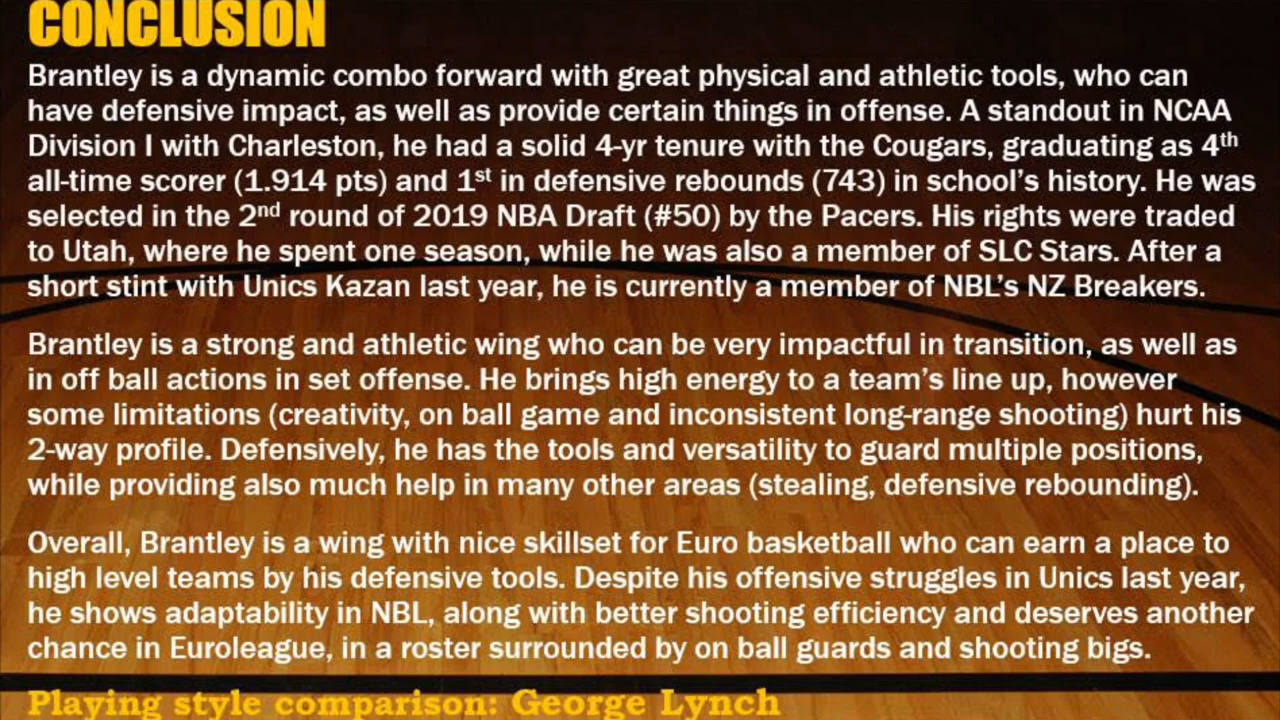 CONCLUSION
Brantley is a dynamic combo forward with great physical and athletic tools, who can
have defensive impact, as well as provide certain things in offense. A standout in NCAA
Division I with Charleston, he had a solid 4-yr tenure with the Cougars, graduating as 4th
all-time scorer (1.914 pts) and 1st in defensive rebounds (743) in school's history. He was
selected in the 2nd round of 2019 NBA Draft (#50) by the Pacers. His rights were traded
to Utah, where he spent one season, while he was also a member of SLC Stars. After a
short stint with Unics Kazan last year, he is currently a member of NBL's NZ Breakers.
Brantley is a strong and athletic wing who can be very impactful in transition, as well as
in off ball actions in set offense. He brings high energy to a team's line up, however
some limitations (creativity, on ball game and inconsistent long-range shooting) hurt his
2-way profile. Defensively, he has the tools and versatility to guard multiple positions,
while providing also much help in many other areas (stealing, defensive rebounding).
Overall, Brantley is a wing with nice skillset for Euro basketball who can earn a place to
high level teams by his defensive tools. Despite his offensive struggles in Unics last year,
he shows adaptability in NBL, along with better shooting efficiency and deserves another
chance in Euroleague, in a roster surrounded by on ball guards and shooting bigs.
Playing style comparison: George Lynch